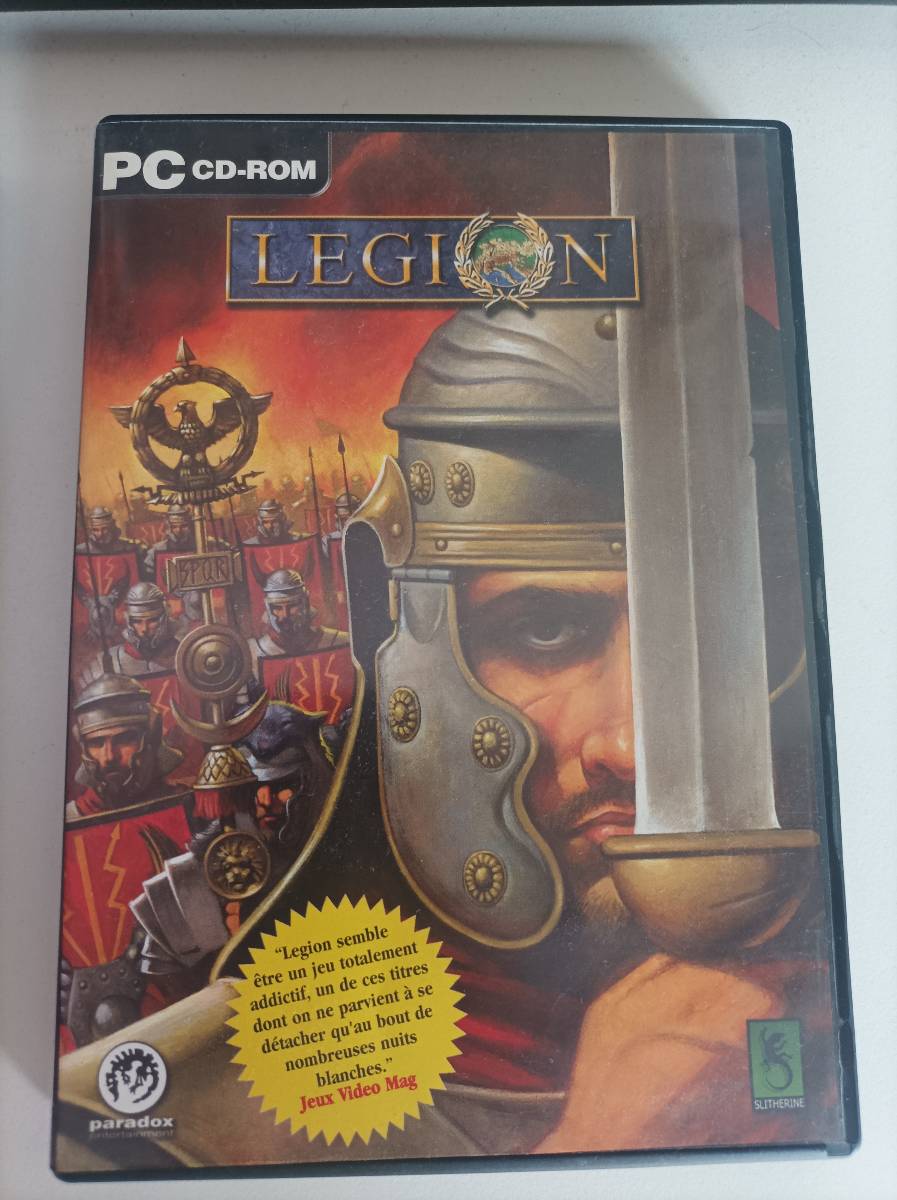 PC CD-ROM
LEGION
SPQR
"Legion semble
être un jeu totalement
addictif, un de ces titres
dont on ne parvient à se
détacher qu'au bout de
nombreuses nuits
blanches."
Jeux Video Mag
paradox
entertainment
SLITHERINE